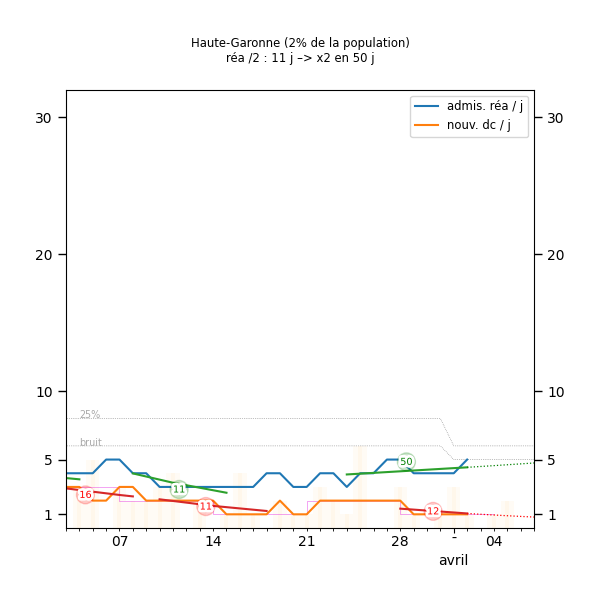 Haute-Garonne (2% de la population)
réa /2 : 11 j –> x2 en 50 j
admis. réa / j
nouv. dc / j
30 30
20 20
10 10
25%
bruit
5 5
50
11
16
11
12
1 1
07 14 21 28 - 04
avril